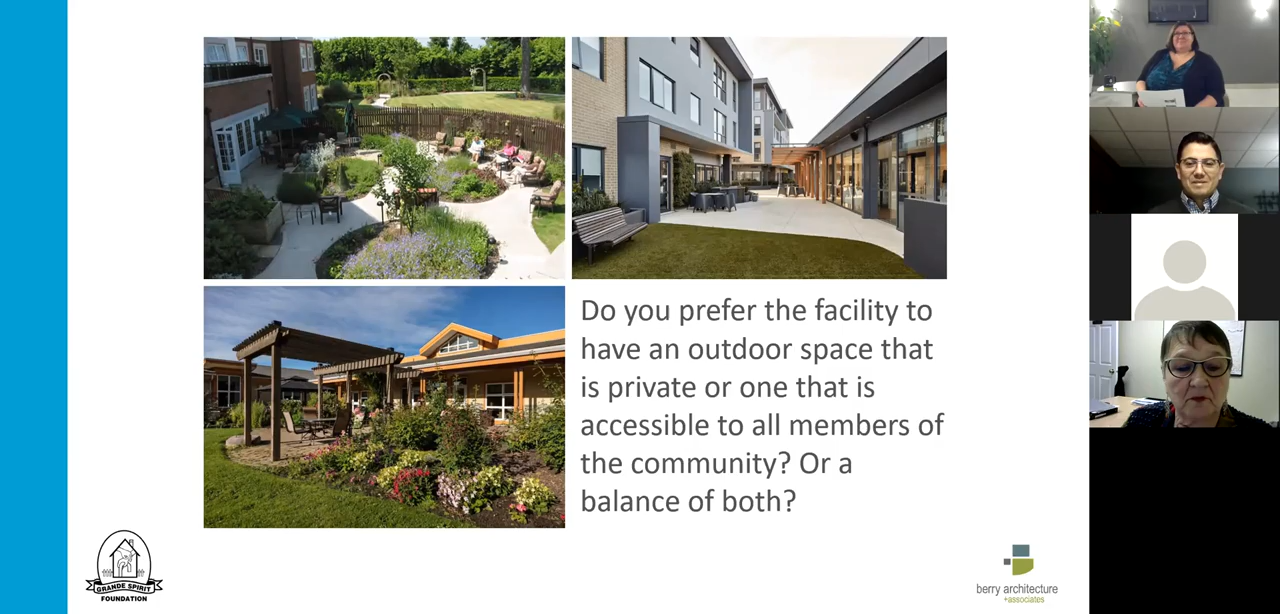 Do you prefer the facility to
have an outdoor space that
is private or one that is
accessible to all members of
the community? Or a
balance of both?
GRANDE SPIRIT
FOUNDATION
berry architecture
+associates